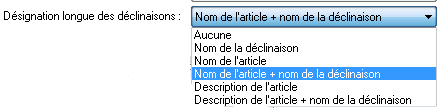 Désignation longue des déclinaisons : Nom de l'article + nom de la déclinaison
Aucune
Nom de la déclinaison
Nom de l'article
Nom de l'article + nom de la déclinaison
Description de l'article
Description de l'article + nom de la déclinaison